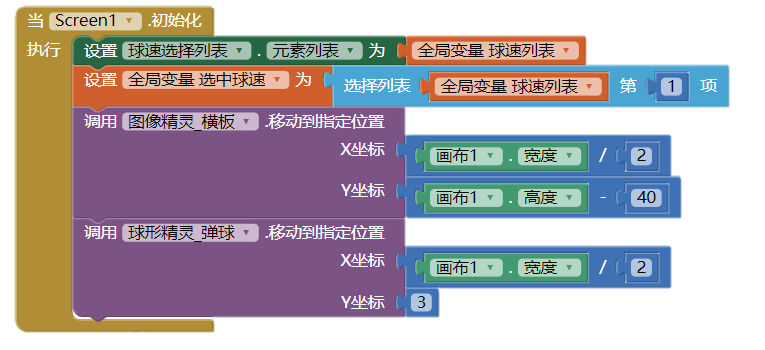 当 Screen1 .初始化
执行 设置 球速选择列表 . 元素列表 为 全局变量 球速列表
设置 全局变量 选中球速 为 选择列表 全局变量 球速列表 第 1 项
调用 图像精灵_横板 .移动到指定位置
X坐标 画布1 . 宽度 / 2
Y坐标 画布1 . 高度 - 40
调用 球形精灵_弹球 .移动到指定位置
X坐标 画布1 . 宽度 / 2
Y坐标 3